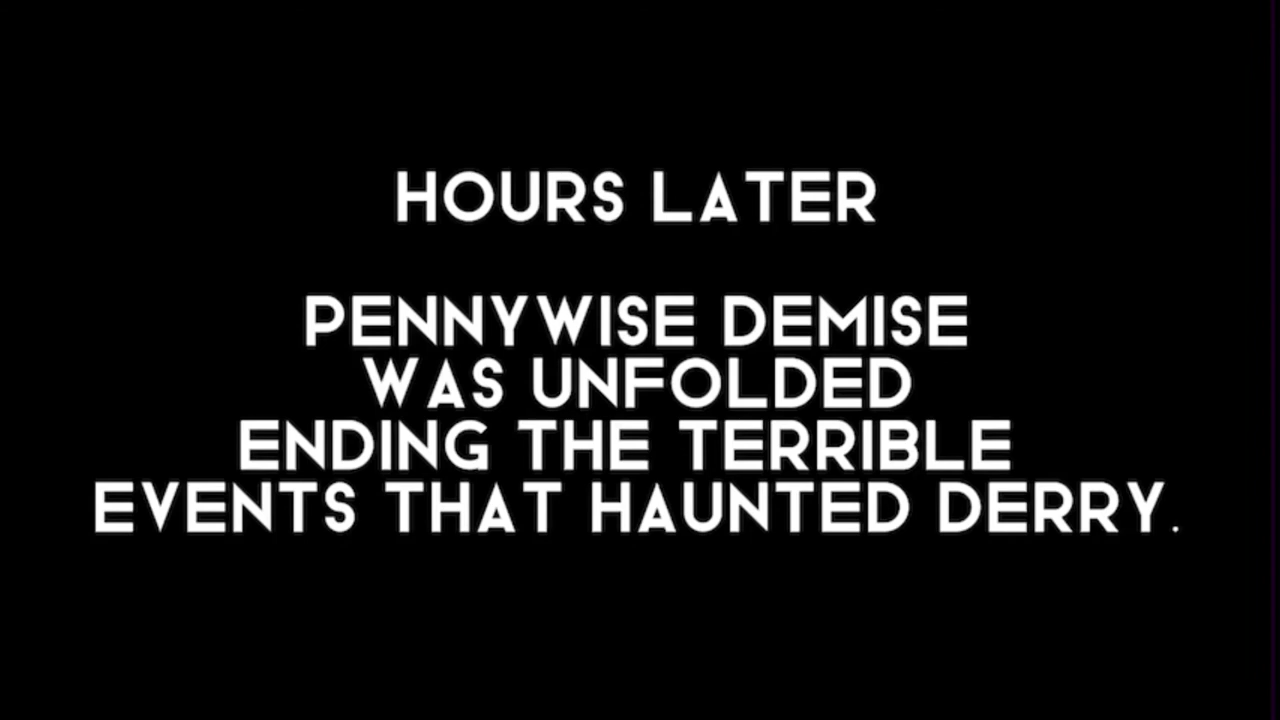 HOURS LATER
PENNYWISE DEMISE
WAS UNFOLDED
ENDING THE TERRIBLE
EVENTS THAT HAUNTED DERRY.